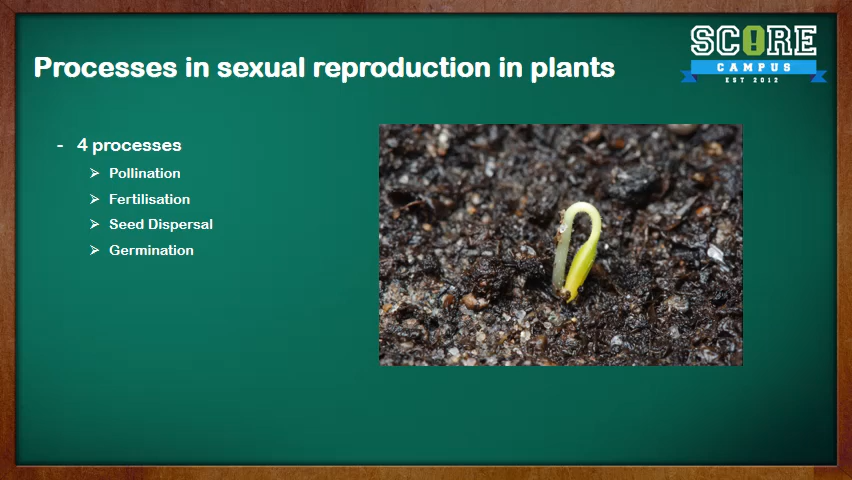 SCORE
CAMPUS
EST 2012
Processes in sexual reproduction in plants
- 4 processes
➢ Pollination
➢ Fertilisation
➢ Seed Dispersal
➢ Germination